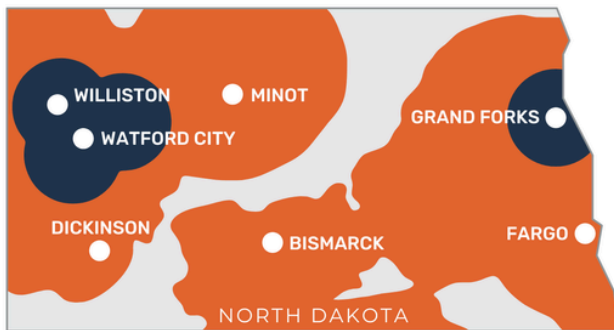 WILLISTON
MINOT
WATFORD CITY
GRAND FORKS
DICKINSON
BISMARCK
FARGO
NORTH DAKOTA